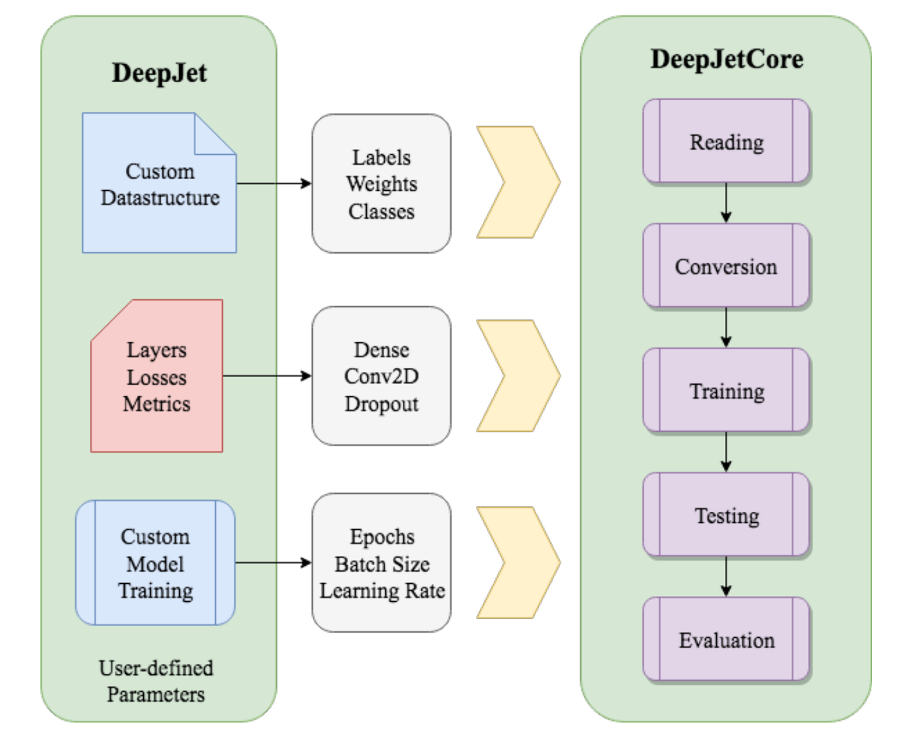 DeepJet
Custom
Datastructure
Layers
Losses
Metrics
Custom
Model
Training
User-defined
Parameters
Labels
Weights
Classes
Dense
Conv2D
Dropout
Epochs
Batch Size
Learning Rate
DeepJetCore
Reading
Conversion
Training
Testing
Evaluation